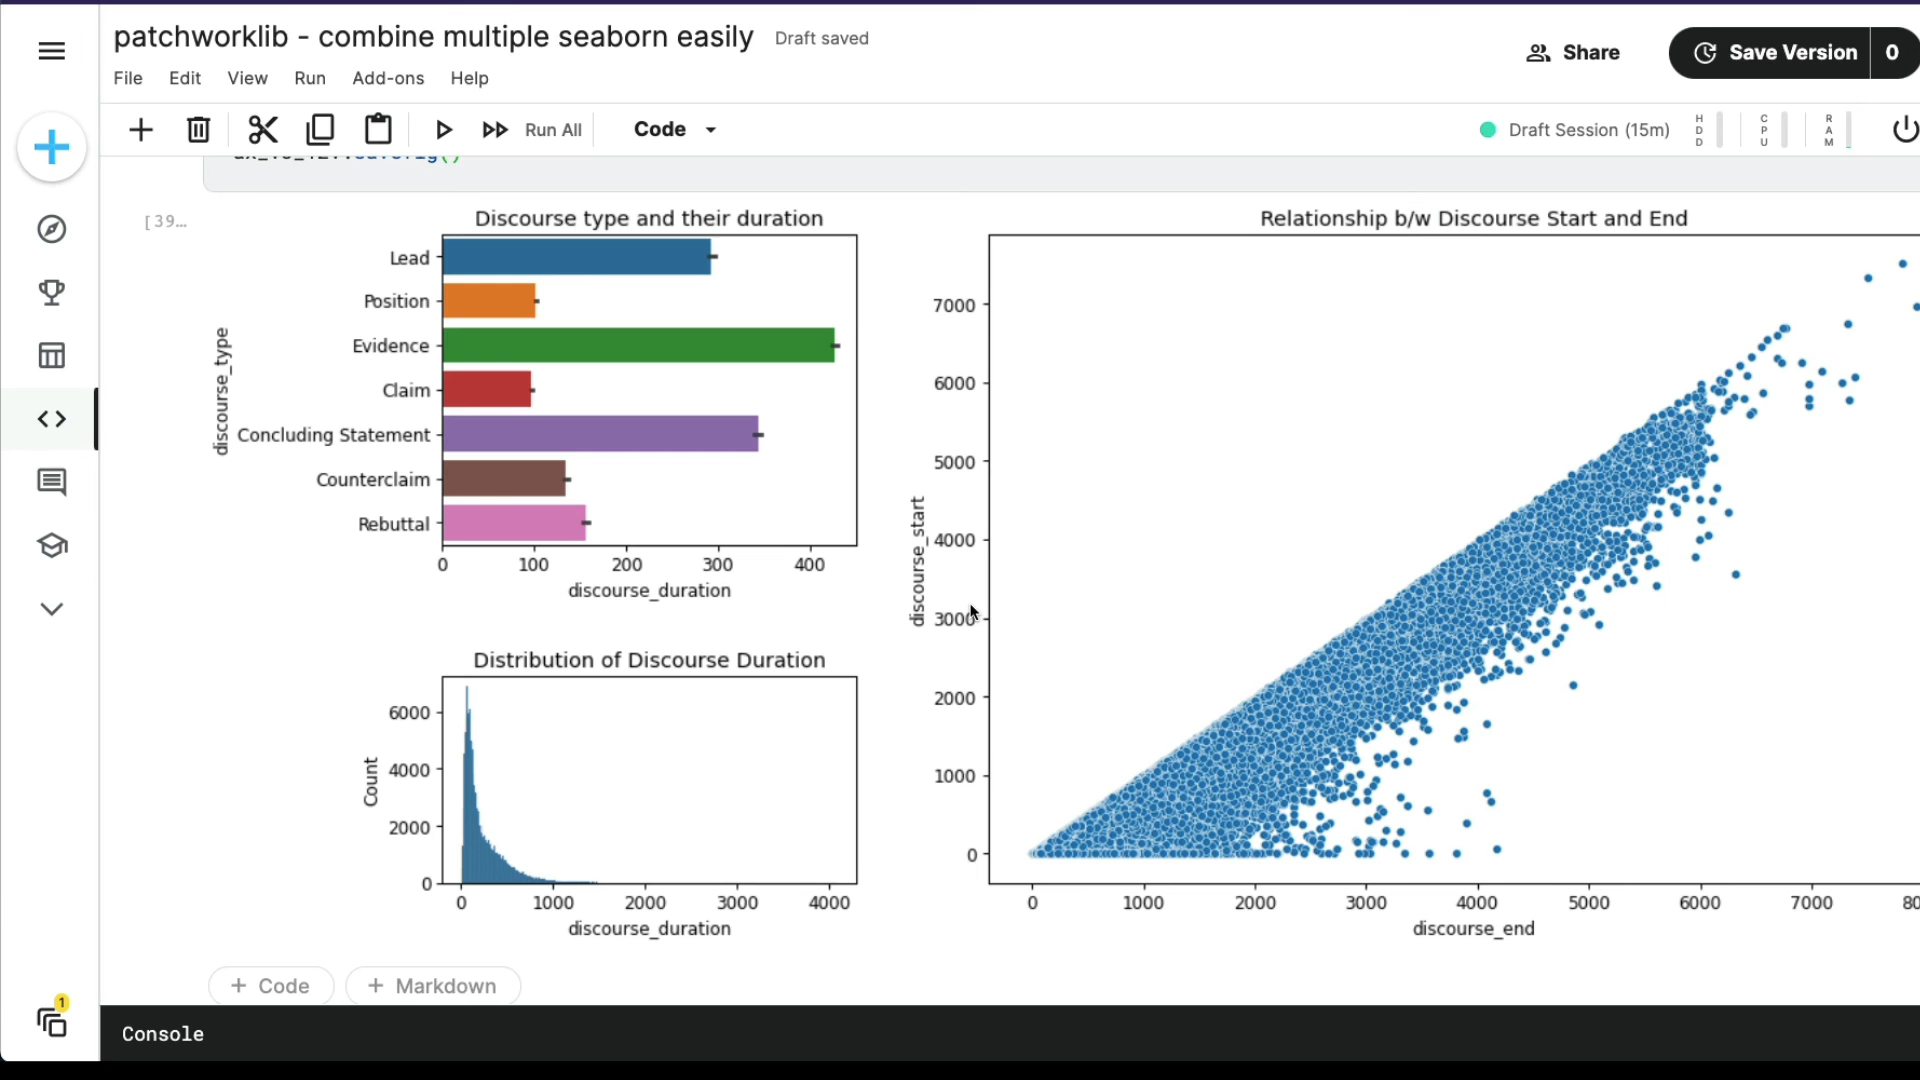 patchworklib - combine multiple seaborn easily Draft saved
Share
Save Version 0
File Edit View Run Add-ons Help
Run All
Code
Draft Session (15m)
HDD
CPU
RAM
[39...
Discourse type and their duration
discourse_type
Lead
Position
Evidence
Claim
Concluding Statement
Counterclaim
Rebuttal
0 100 200 300 400
discourse_duration
Distribution of Discourse Duration
Count
6000
4000
2000
0
0 1000 2000 3000 4000
discourse_duration
Relationship b/w Discourse Start and End
discourse_start
7000
6000
5000
4000
3000
2000
1000
0
0 1000 2000 3000 4000 5000 6000 7000 80
discourse_end
+ Code + Markdown
1
Console